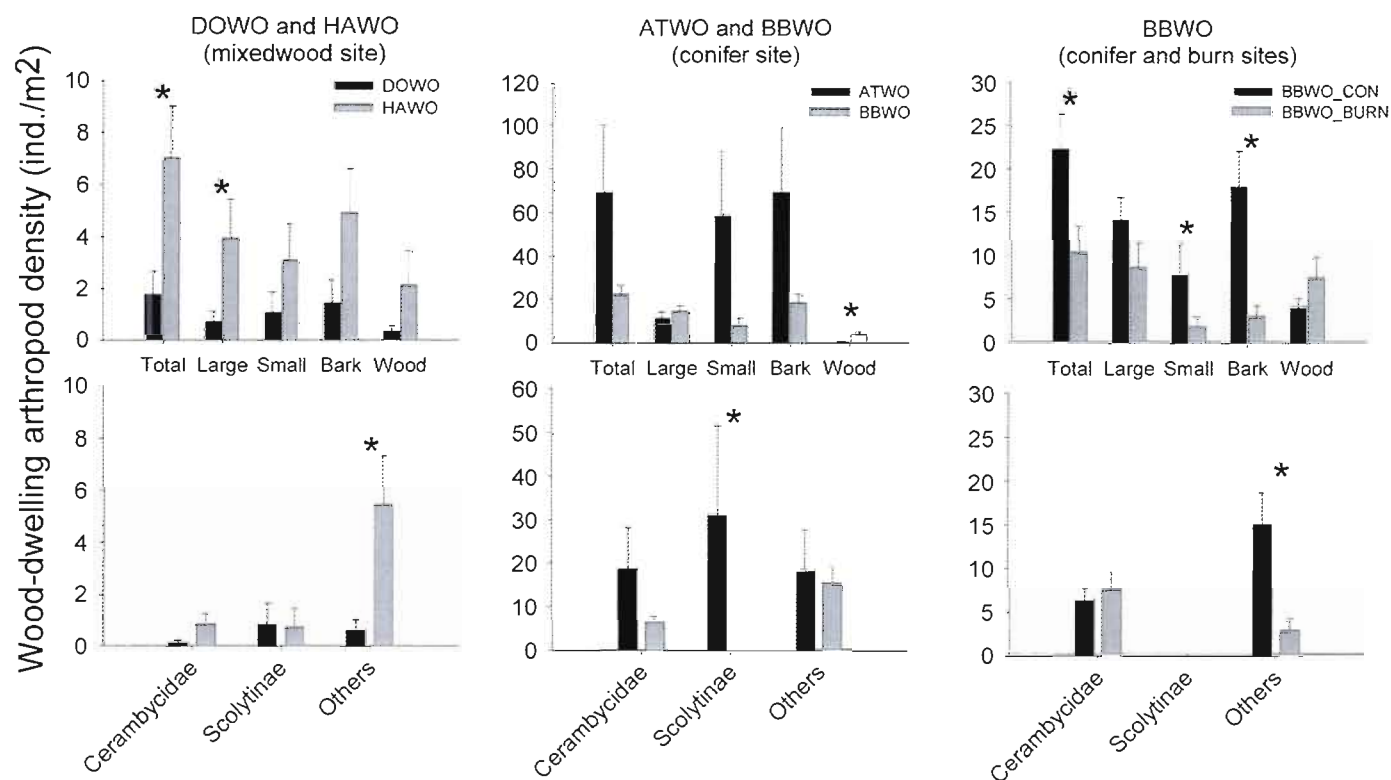 Wood-dwelling arthropod density (ind./m2)
DOWO and HAWO
(mixedwood site)
10
8
6
4
2
0
*
*
DOWO
HAWO
Total Large Small Bark Wood
ATWO and BBWO
(conifer site)
120
100
80
60
40
20
0
ATWO
BBWO
*
Total Large Small Bark Wood
BBWO
(conifer and burn sites)
30
25
20
15
10
5
0
*
*
*
BBWO_CON
BBWO_BURN
Total Large Small Bark Wood
10
8
6
4
2
0
*
Cerambycidae
Scolytinae
Others
60
50
40
30
20
10
0
*
Cerambycidae
Scolytinae
Others
30
25
20
15
10
5
0
*
Cerambycidae
Scolytinae
Others